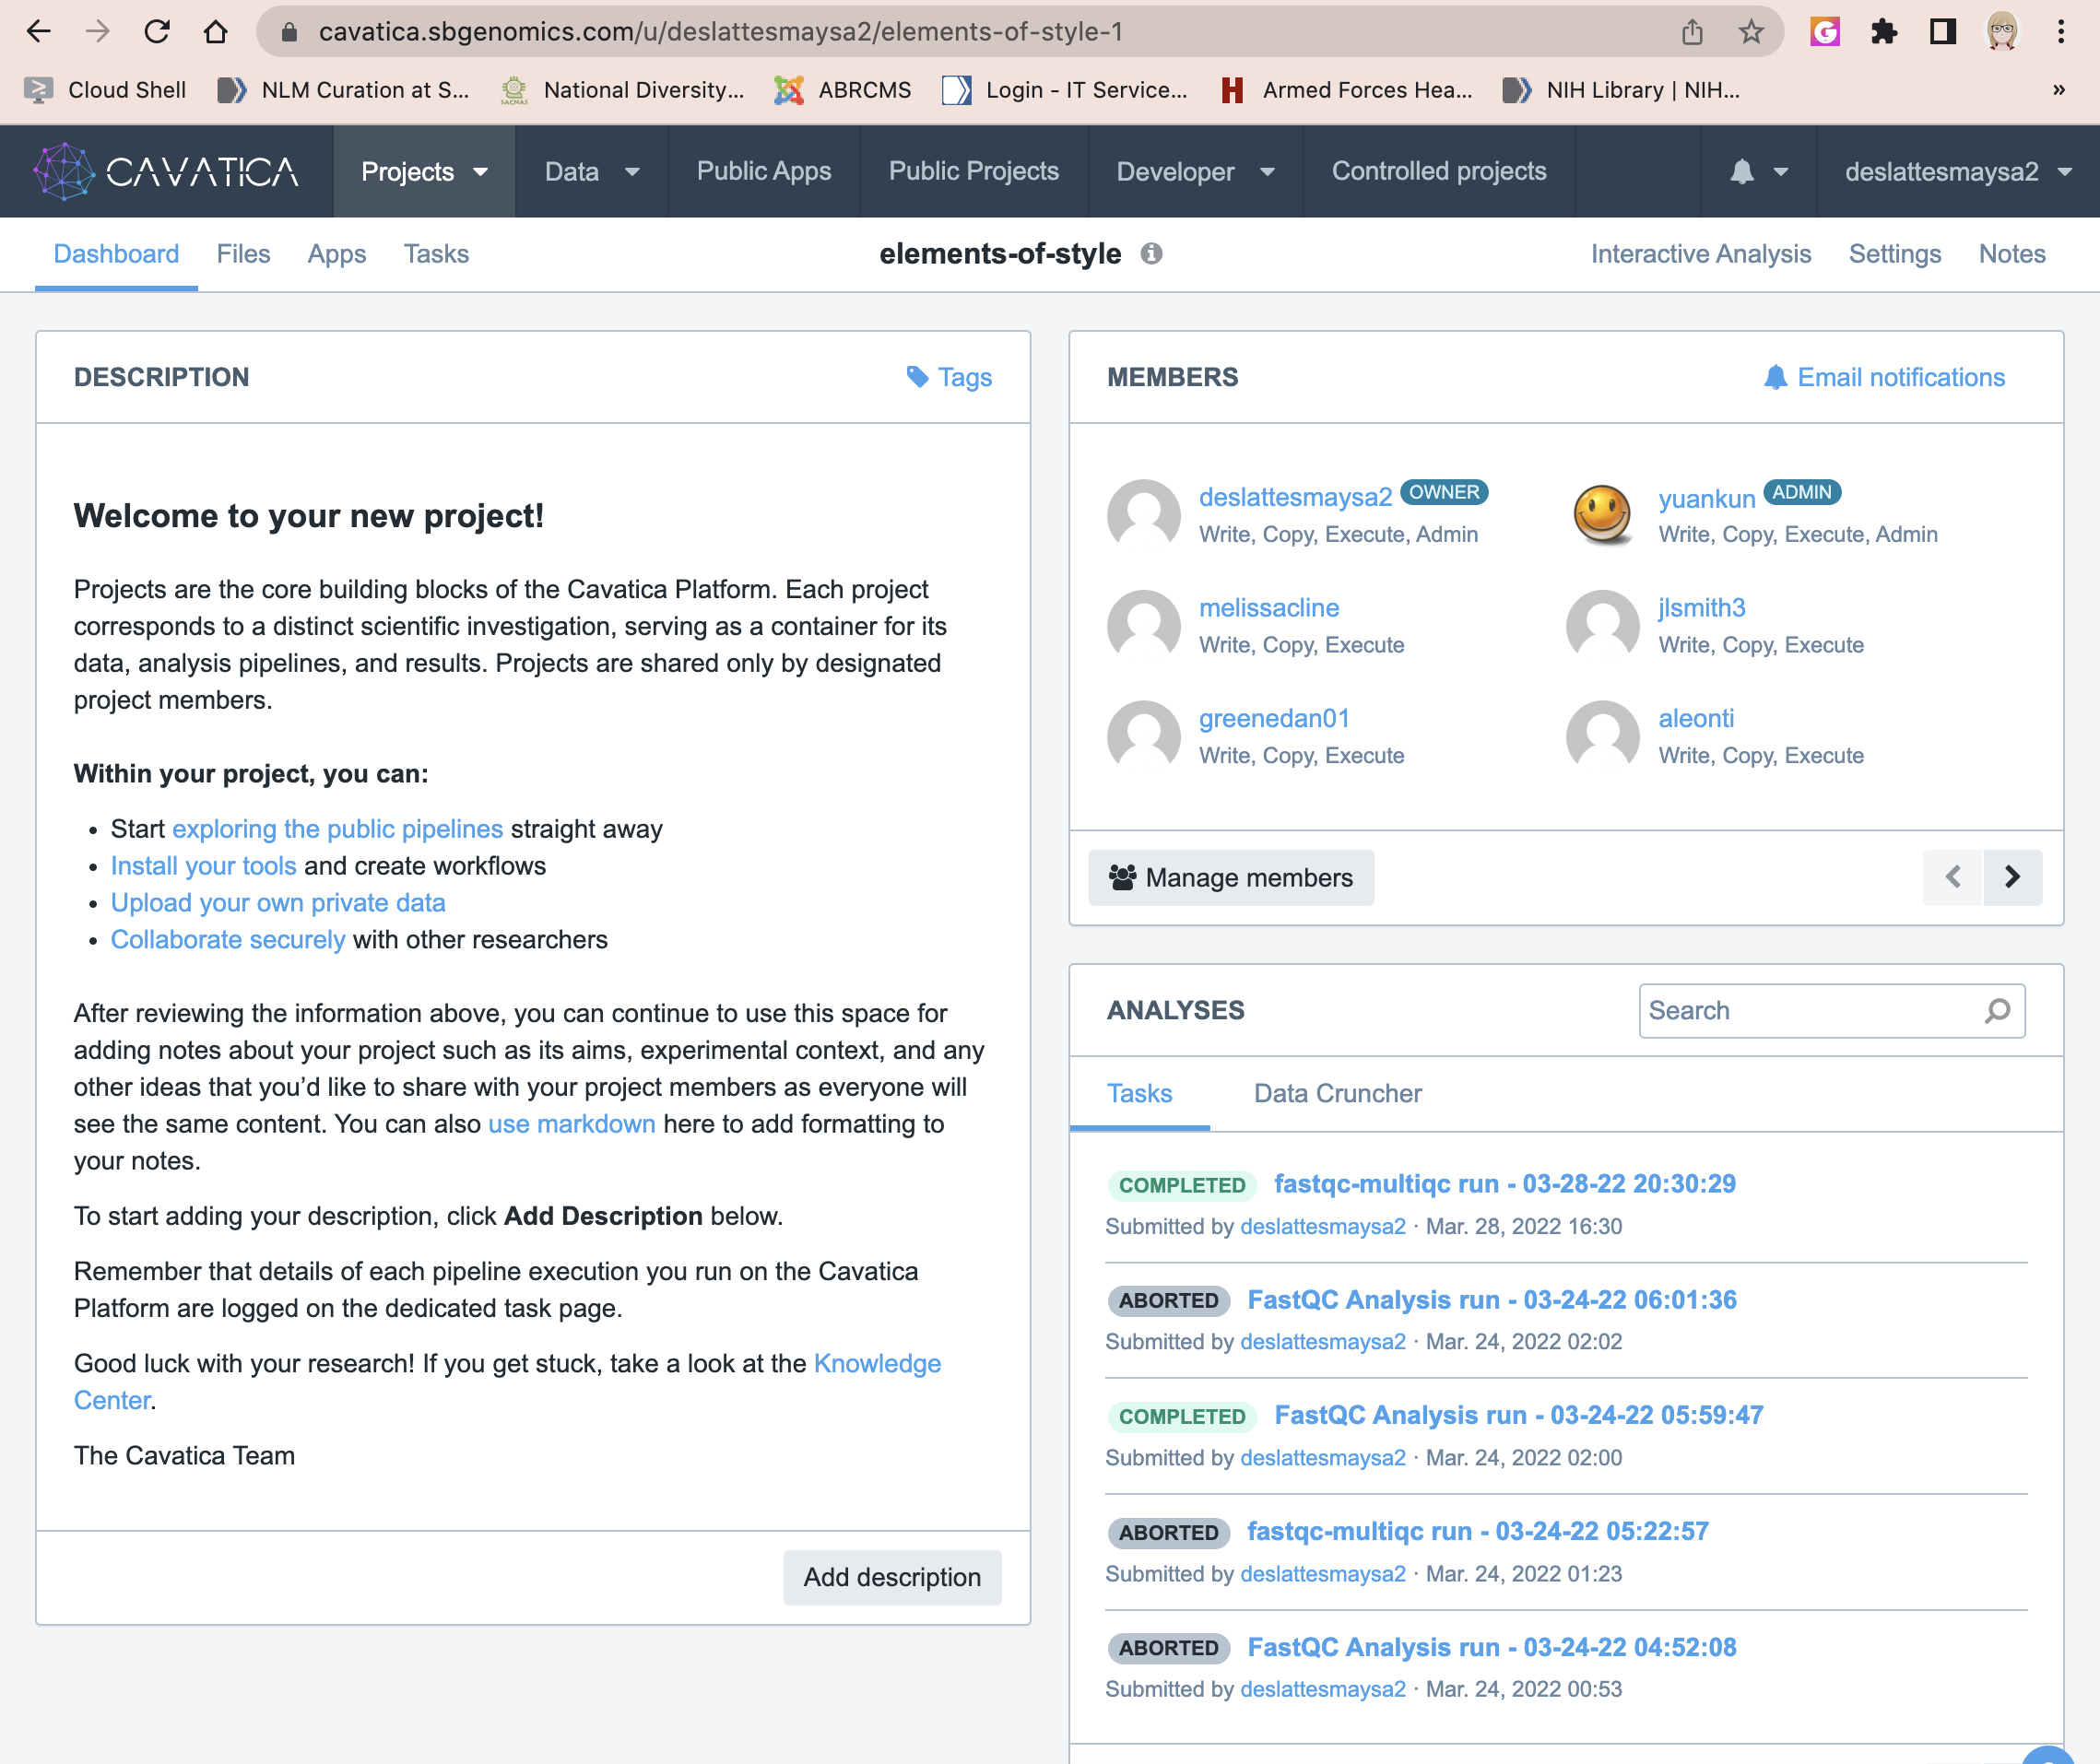 cavatica.sbgenomics.com/u/deslattesmaysa2/elements-of-style-1
Cloud Shell
NLM Curation at S...
SACNAS
National Diversity...
ABRCMS
Login - IT Service...
Armed Forces Hea...
NIH Library | NIH...
»
CAVATICA
Projects
Data
Public Apps
Public Projects
Developer
Controlled projects
deslattesmaysa2
Dashboard
Files
Apps
Tasks
elements-of-style
Interactive Analysis
Settings
Notes
DESCRIPTION
Tags
Welcome to your new project!
Projects are the core building blocks of the Cavatica Platform. Each project
corresponds to a distinct scientific investigation, serving as a container for its
data, analysis pipelines, and results. Projects are shared only by designated
project members.
Within your project, you can:
• Start exploring the public pipelines straight away
• Install your tools and create workflows
• Upload your own private data
• Collaborate securely with other researchers
After reviewing the information above, you can continue to use this space for
adding notes about your project such as its aims, experimental context, and any
other ideas that you’d like to share with your project members as everyone will
see the same content. You can also use markdown here to add formatting to
your notes.
To start adding your description, click Add Description below.
Remember that details of each pipeline execution you run on the Cavatica
Platform are logged on the dedicated task page.
Good luck with your research! If you get stuck, take a look at the Knowledge
Center.
The Cavatica Team
Add description
MEMBERS
Email notifications
deslattesmaysa2 OWNER
Write, Copy, Execute, Admin
yuankun ADMIN
Write, Copy, Execute, Admin
melissacline
Write, Copy, Execute
jlsmith3
Write, Copy, Execute
greenedan01
Write, Copy, Execute
aleonti
Write, Copy, Execute
Manage members
ANALYSES
Search
Tasks
Data Cruncher
COMPLETED fastqc-multiqc run - 03-28-22 20:30:29
Submitted by deslattesmaysa2 · Mar. 28, 2022 16:30
ABORTED FastQC Analysis run - 03-24-22 06:01:36
Submitted by deslattesmaysa2 · Mar. 24, 2022 02:02
COMPLETED FastQC Analysis run - 03-24-22 05:59:47
Submitted by deslattesmaysa2 · Mar. 24, 2022 02:00
ABORTED fastqc-multiqc run - 03-24-22 05:22:57
Submitted by deslattesmaysa2 · Mar. 24, 2022 01:23
ABORTED FastQC Analysis run - 03-24-22 04:52:08
Submitted by deslattesmaysa2 · Mar. 24, 2022 00:53